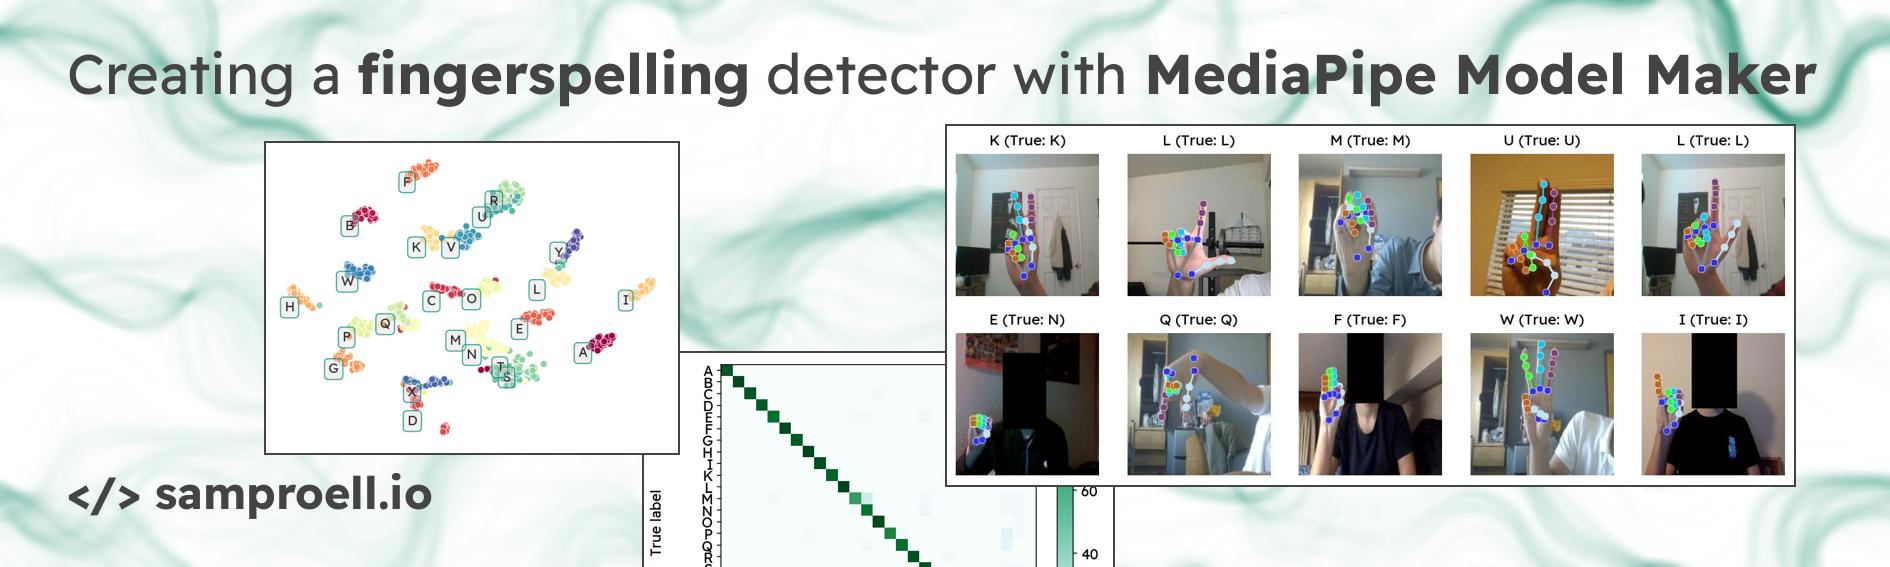 Creating a fingerspelling detector with MediaPipe Model Maker
F
B
R
U
K
V
Y
W
H
C
O
L
I
P
Q
M
E
N
A
G
T
S
X
D
K (True: K)
L (True: L)
M (True: M)
U (True: U)
L (True: L)
E (True: N)
Q (True: Q)
F (True: F)
W (True: W)
I (True: I)
True label
A
B
C
D
E
F
G
H
I
K
L
M
N
O
P
Q
R
60
40
</> samproell.io